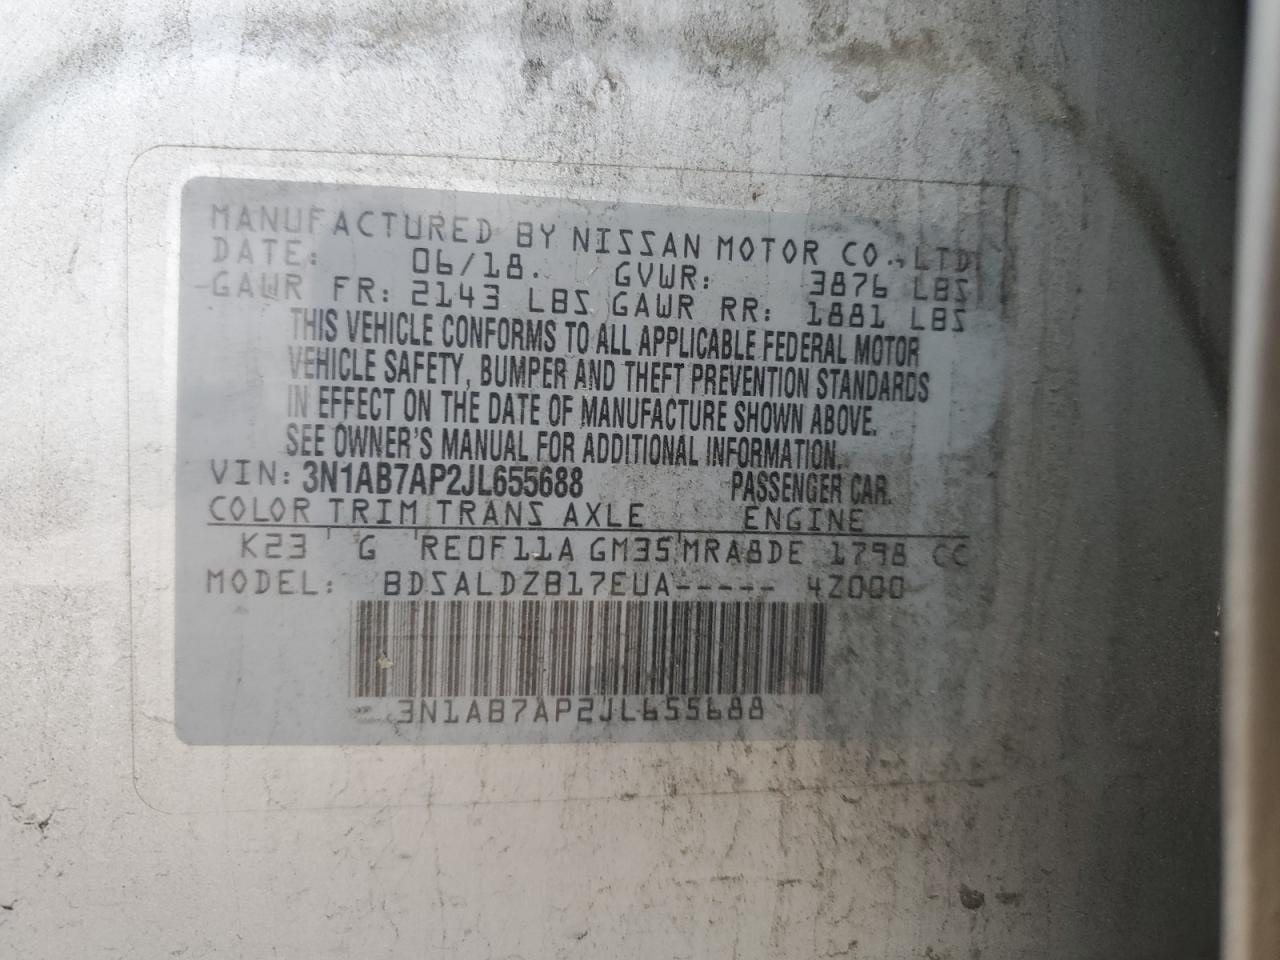 MANUFACTURED BY NISSAN MOTOR CO., LTD
DATE: 06/18. GVWR: 3876 LBS
GAWR FR: 2143 LBS GAWR RR: 1881 LBS
THIS VEHICLE CONFORMS TO ALL APPLICABLE FEDERAL MOTOR
VEHICLE SAFETY, BUMPER AND THEFT PREVENTION STANDARDS
IN EFFECT ON THE DATE OF MANUFACTURE SHOWN ABOVE.
SEE OWNER'S MANUAL FOR ADDITIONAL INFORMATION.
VIN: 3N1AB7AP2JL655688 PASSENGER CAR.
COLOR TRIM TRANS AXLE ENGINE
K23 G RE0F11A GM35 MRA8DE 1798 CC
MODEL: BDSALDZB17EUA----- 4Z000
3N1AB7AP2JL655688